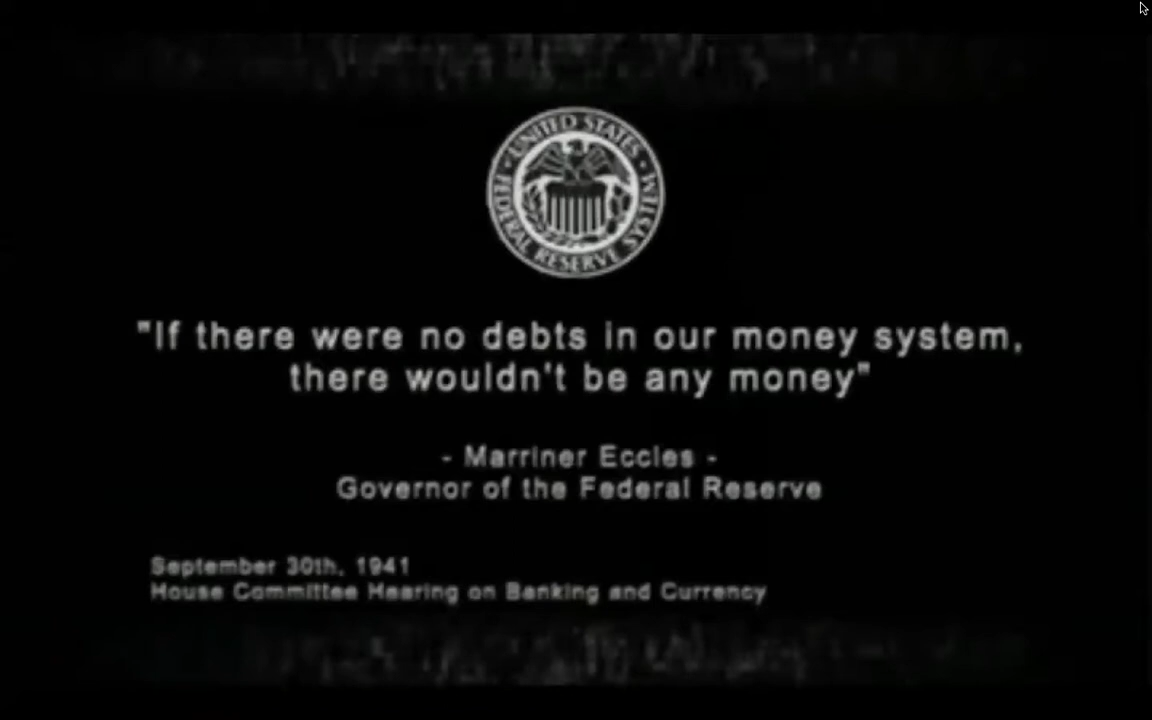 UNITED STATES
FEDERAL RESERVE SYSTEM
"If there were no debts in our money system,
there wouldn't be any money"
- Marriner Eccles -
Governor of the Federal Reserve
September 30th, 1941
House Committee Hearing on Banking and Currency